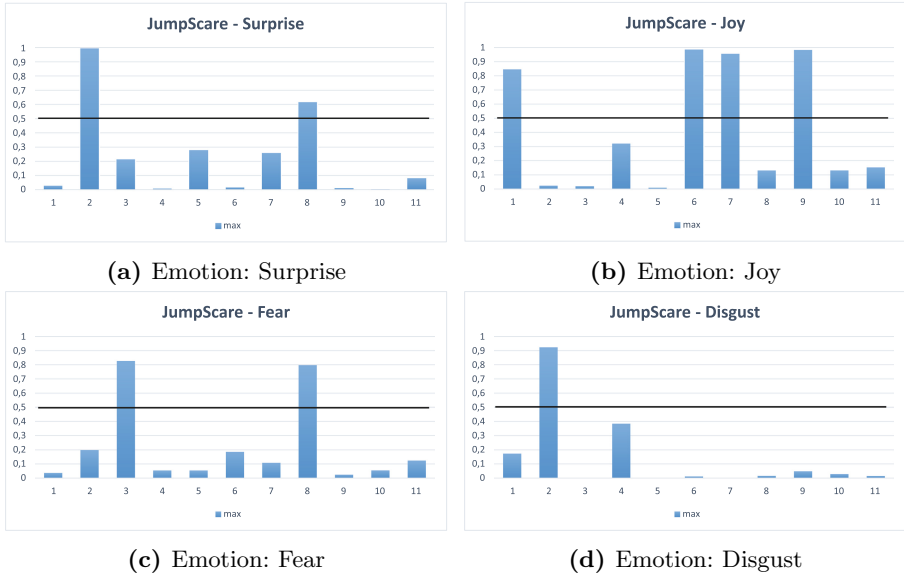 JumpScare - Surprise
1
0,9
0,8
0,7
0,6
0,5
0,4
0,3
0,2
0,1
0
1 2 3 4 5 6 7 8 9 10 11
max
(a) Emotion: Surprise
JumpScare - Joy
1
0,9
0,8
0,7
0,6
0,5
0,4
0,3
0,2
0,1
0
1 2 3 4 5 6 7 8 9 10 11
max
(b) Emotion: Joy
JumpScare - Fear
1
0,9
0,8
0,7
0,6
0,5
0,4
0,3
0,2
0,1
0
1 2 3 4 5 6 7 8 9 10 11
max
(c) Emotion: Fear
JumpScare - Disgust
1
0,9
0,8
0,7
0,6
0,5
0,4
0,3
0,2
0,1
0
1 2 3 4 5 6 7 8 9 10 11
max
(d) Emotion: Disgust